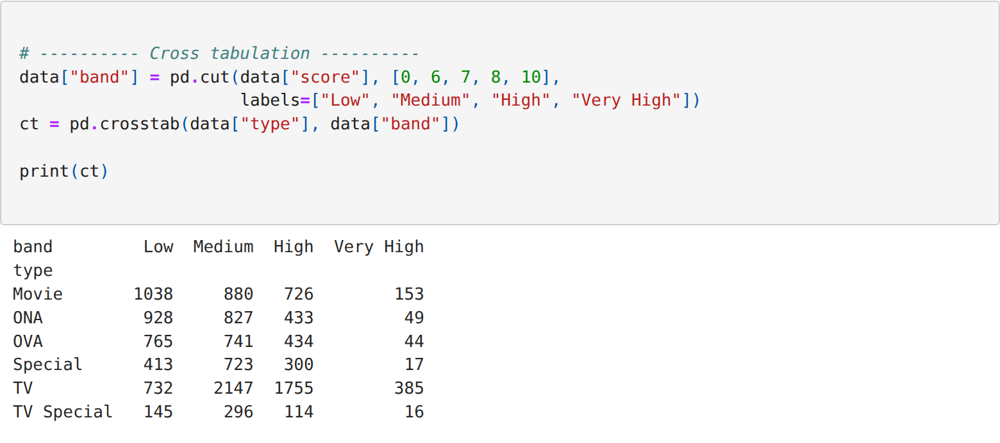 # ---------- Cross tabulation ----------
data["band"] = pd.cut(data["score"], [0, 6, 7, 8, 10],
                      labels=["Low", "Medium", "High", "Very High"])
ct = pd.crosstab(data["type"], data["band"])
print(ct)
band         Low  Medium  High  Very High
type
Movie       1038     880   726        153
ONA          928     827   433         49
OVA          765     741   434         44
Special      413     723   300         17
TV           732    2147  1755        385
TV Special   145     296   114         16